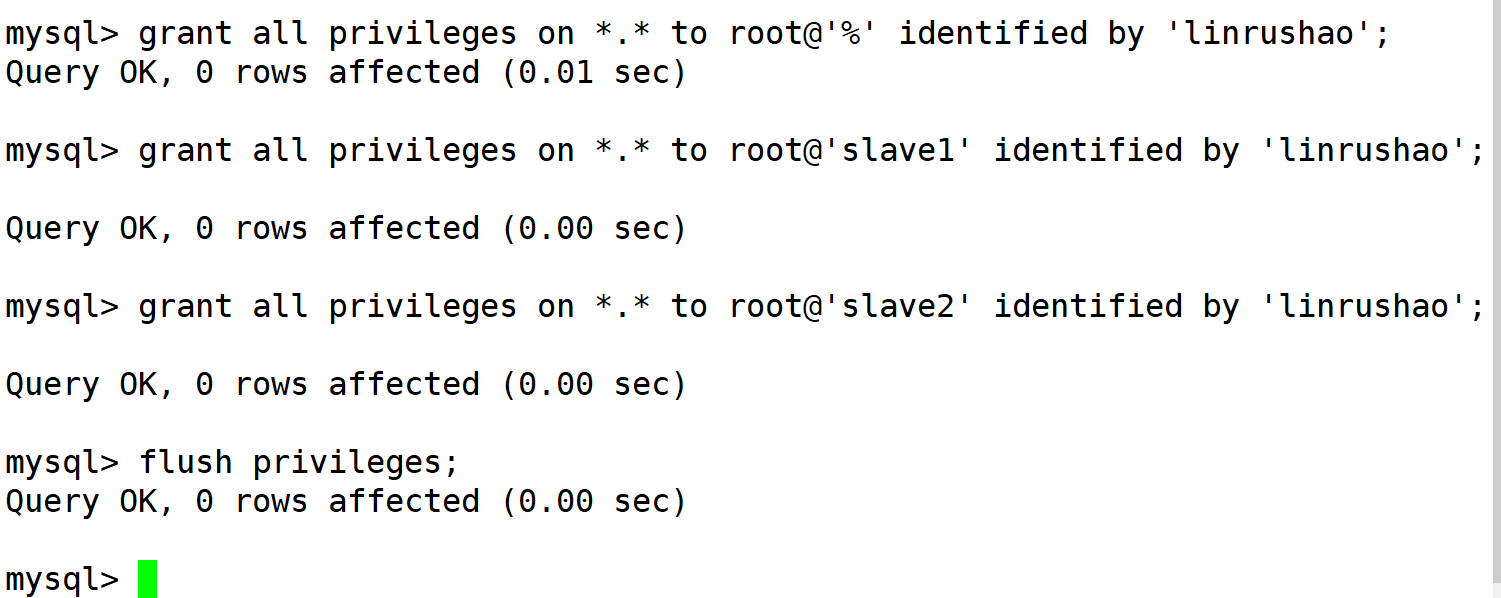 mysql> grant all privileges on *.* to root@'%' identified by 'linrushao';
Query OK, 0 rows affected (0.01 sec)
mysql> grant all privileges on *.* to root@'slave1' identified by 'linrushao';
Query OK, 0 rows affected (0.00 sec)
mysql> grant all privileges on *.* to root@'slave2' identified by 'linrushao';
Query OK, 0 rows affected (0.00 sec)
mysql> flush privileges;
Query OK, 0 rows affected (0.00 sec)
mysql>